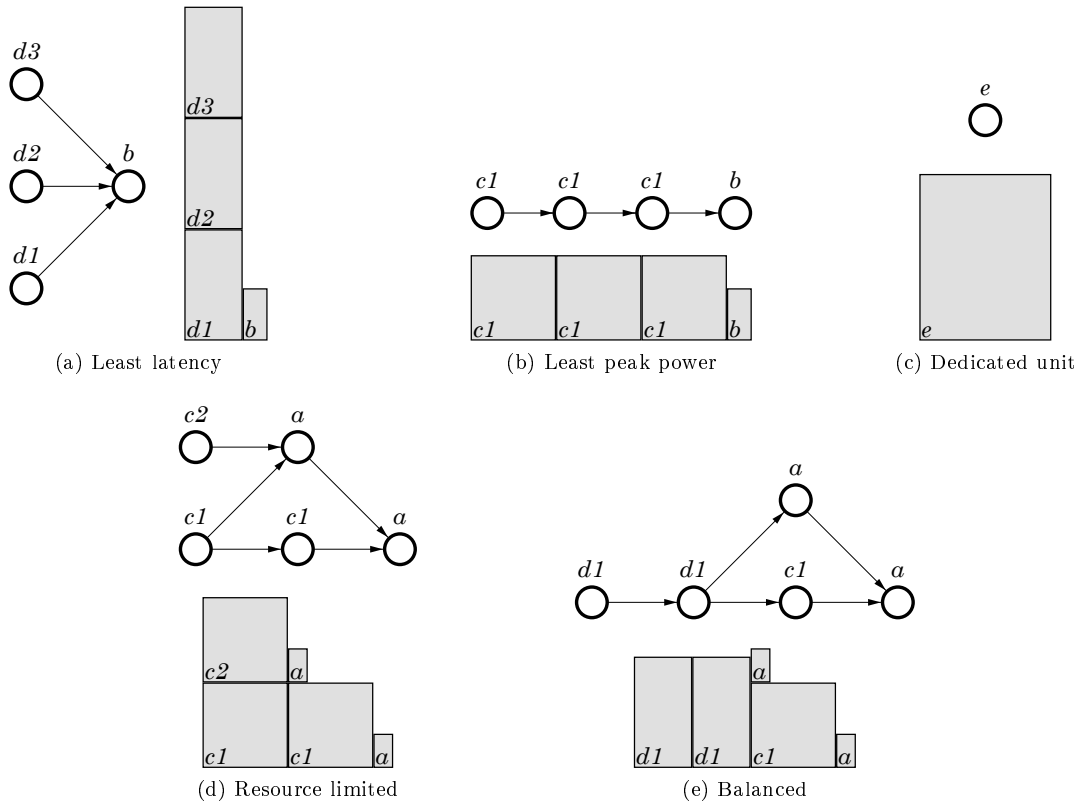 d3
d2
b
d1
d3
d2
d1 b
(a) Least latency
c1 c1 c1 b
c1 c1 c1 b
(b) Least peak power
e
e
(c) Dedicated unit
c2 a
c1 c1 a
c2 a
c1 c1 a
(d) Resource limited
a
d1 d1 c1 a
a
d1 d1 c1 a
(e) Balanced